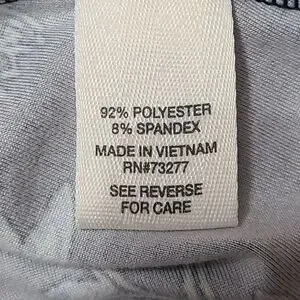 92% POLYESTER
8% SPANDEX
MADE IN VIETNAM
RN#73277
SEE REVERSE
FOR CARE